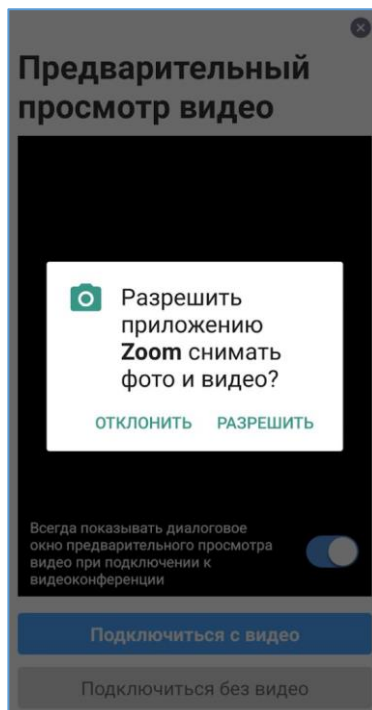 Предварительный
просмотр видео
Разрешить
приложению
Zoom снимать
фото и видео?
ОТКЛОНИТЬ РАЗРЕШИТЬ
Всегда показывать диалоговое
окно предварительного просмотра
видео при подключении к
видеоконференции
Подключиться с видео
Подключиться без видео